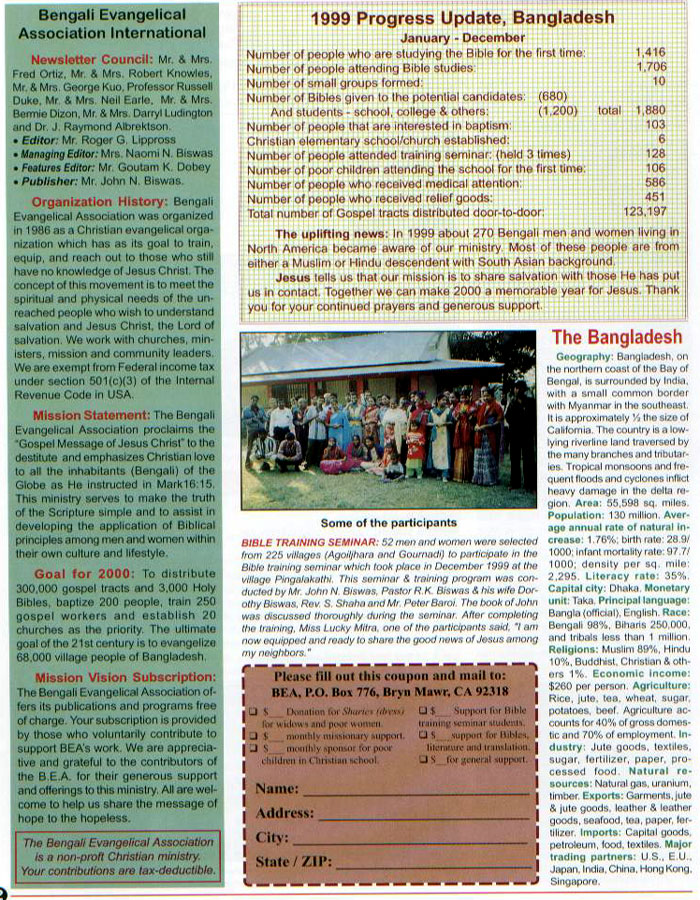 Bengali Evangelical
Association International
Newsletter Council: Mr. & Mrs.
Fred Ortiz, Mr. & Mrs. Robert Knowles,
Mr. & Mrs. George Kuo, Professor Russell
Duke, Mr. & Mrs. Neil Earle, Mr. & Mrs.
Bermie Dizon, Mr. & Mrs. Darryl Ludington
and Dr. J. Raymond Albrektson.
• Editor: Mr. Roger G. Lippross
• Managing Editor: Mrs. Naomi N. Biswas
• Features Editor: Mr. Goutam K. Dobey
• Publisher: Mr. John N. Biswas.
Organization History: Bengali
Evangelical Association was organized
in 1986 as a Christian evangelical orga-
nization which has as its goal to train,
equip, and reach out to those who still
have no knowledge of Jesus Christ. The
concept of this movement is to meet the
spiritual and physical needs of the un-
reached people who wish to understand
salvation and Jesus Christ, the Lord of
salvation. We work with churches, min-
isters, mission and community leaders.
We are exempt from Federal income tax
under section 501(c)(3) of the Internal
Revenue Code in USA.
Mission Statement: The Bengali
Evangelical Association proclaims the
"Gospel Message of Jesus Christ" to the
destitute and emphasizes Christian love
to all the inhabitants (Bengali) of the
Globe as He instructed in Mark16:15.
This ministry serves to make the truth
of the Scripture simple and to assist in
developing the application of Biblical
principles among men and women within
their own culture and lifestyle.
Goal for 2000: To distribute
300,000 gospel tracts and 3,000 Holy
Bibles, baptize 200 people, train 250
gospel workers and establish 20
churches as the priority. The ultimate
goal of the 21st century is to evangelize
68,000 village people of Bangladesh.
Mission Vision Subscription:
The Bengali Evangelical Association of-
fers its publications and programs free
of charge. Your subscription is provided
by those who voluntarily contribute to
support BEA's work. We are apprecia-
tive and grateful to the contributors of
the B.E.A. for their generous support
and offerings to this ministry. All are wel-
come to help us share the message of
hope to the hopeless.
The Bengali Evangelical Association
is a non-proft Christian ministry.
Your contributions are tax-deductible.
1999 Progress Update, Bangladesh
January - December
Number of people who are studying the Bible for the first time: 1,416
Number of people attending Bible studies: 1,706
Number of small groups formed: 10
Number of Bibles given to the potential candidates: (680)
And students - school, college & others: (1,200) total 1,880
Number of people that are interested in baptism: 103
Christian elementary school/church established: 6
Number of people attended training seminar: (held 3 times) 128
Number of poor children attending the school for the first time: 106
Number of people who received medical attention: 586
Number of people who received relief goods: 451
Total number of Gospel tracts distributed door-to-door: 123,197
The uplifting news: In 1999 about 270 Bengali men and women living in
North America became aware of our ministry. Most of these people are from
either a Muslim or Hindu descendent with South Asian background.
Jesus tells us that our mission is to share salvation with those He has put
us in contact. Together we can make 2000 a memorable year for Jesus. Thank
you for your continued prayers and generous support.
Some of the participants
BIBLE TRAINING SEMINAR: 52 men and women were selected
from 225 villages (Agoiljhara and Gournadi) to participate in the
Bible training seminar which took place in December 1999 at the
village Pingalakathi. This seminar & training program was con-
ducted by Mr. John N. Biswas, Pastor R.K. Biswas & his wife Dor-
othy Biswas, Rev. S. Shaha and Mr. Peter Baroi. The book of John
was discussed thoroughly during the seminar. After completing
the training, Miss Lucky Mitra, one of the participants said, "I am
now equipped and ready to share the good news of Jesus among
my neighbors."
Please fill out this coupon and mail to:
BEA, P.O. Box 776, Bryn Mawr, CA 92318
❏ $___ Donation for Sharies (dress)
for widows and poor women.
❏ $___ monthly missionary support.
❏ $___ monthly sponsor for poor
children in Christian school.
❏ $___ Support for Bible
training seminar students.
❏ $___support for Bibles,
literature and translation.
❏ $__for general support.
Name:
Address:
City:
State / ZIP:
The Bangladesh
Geography: Bangladesh, on
the northern coast of the Bay of
Bengal, is surrounded by India,
with a small common border
with Myanmar in the southeast.
It is approximately ½ the size of
California. The country is a low-
lying riverline land traversed by
the many branches and tributar-
ies. Tropical monsoons and fre-
quent floods and cyclones inflict
heavy damage in the delta re-
gion. Area: 55,598 sq. miles.
Population: 130 million. Aver-
age annual rate of natural in-
crease: 1.76%; birth rate: 28.9/
1000; infant mortality rate: 97.7/
1000; density per sq. mile:
2,295. Literacy rate: 35%.
Capital city: Dhaka. Monetary
unit: Taka. Principal language:
Bangla (official), English. Race:
Bengali 98%, Biharis 250,000,
and tribals less than 1 million.
Religions: Muslim 89%, Hindu
10%, Buddhist, Christian & oth-
ers 1%. Economic income:
$260 per person. Agriculture:
Rice, jute, tea, wheat, sugar,
potatoes, beef. Agriculture ac-
counts for 40% of gross domes-
tic and 70% of employment. In-
dustry: Jute goods, textiles,
sugar, fertilizer, paper, pro-
cessed food. Natural re-
sources: Natural gas, uranium,
timber. Exports: Garments, jute
& jute goods, leather & leather
goods, seafood, tea, paper, fer-
tilizer. Imports: Capital goods,
petroleum, food, textiles. Major
trading partners: U.S., E.U.,
Japan, India, China, Hong Kong,
Singapore.